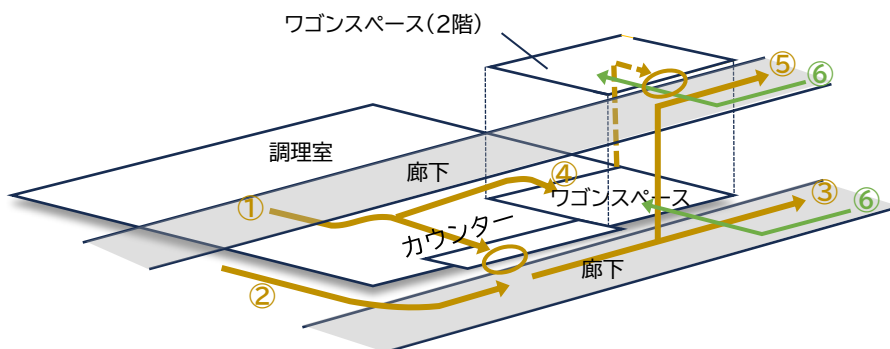 ワゴンスペース(2階)
⑤
⑥
調理室
廊下
④
ワゴンスペース
①
③
⑥
カウンター
廊下
②